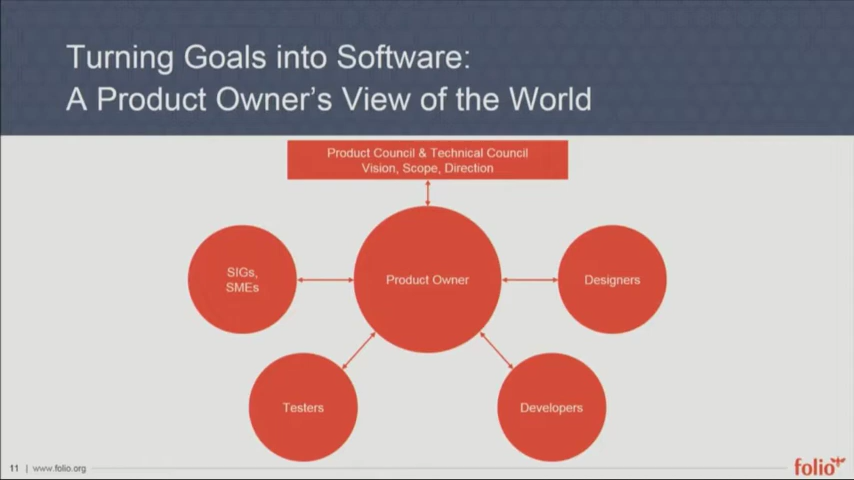 Turning Goals into Software:
A Product Owner's View of the World
Product Council & Technical Council
Vision, Scope, Direction
SIGs,
SMEs
Product Owner
Designers
Testers
Developers
11 | www.folio.org
folio